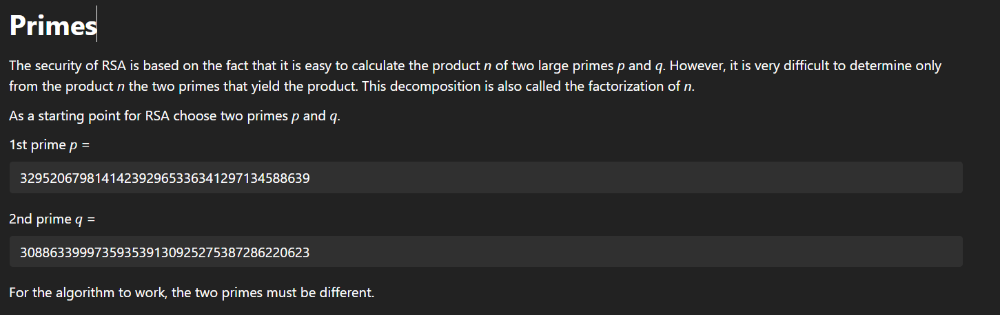 Primes
The security of RSA is based on the fact that it is easy to calculate the product n of two large primes p and q. However, it is very difficult to determine only
from the product n the two primes that yield the product. This decomposition is also called the factorization of n.
As a starting point for RSA choose two primes p and q.
1st prime p =
329520679814142392965336341297134588639
2nd prime q =
30886339997359353913092527538728620623
For the algorithm to work, the two primes must be different.